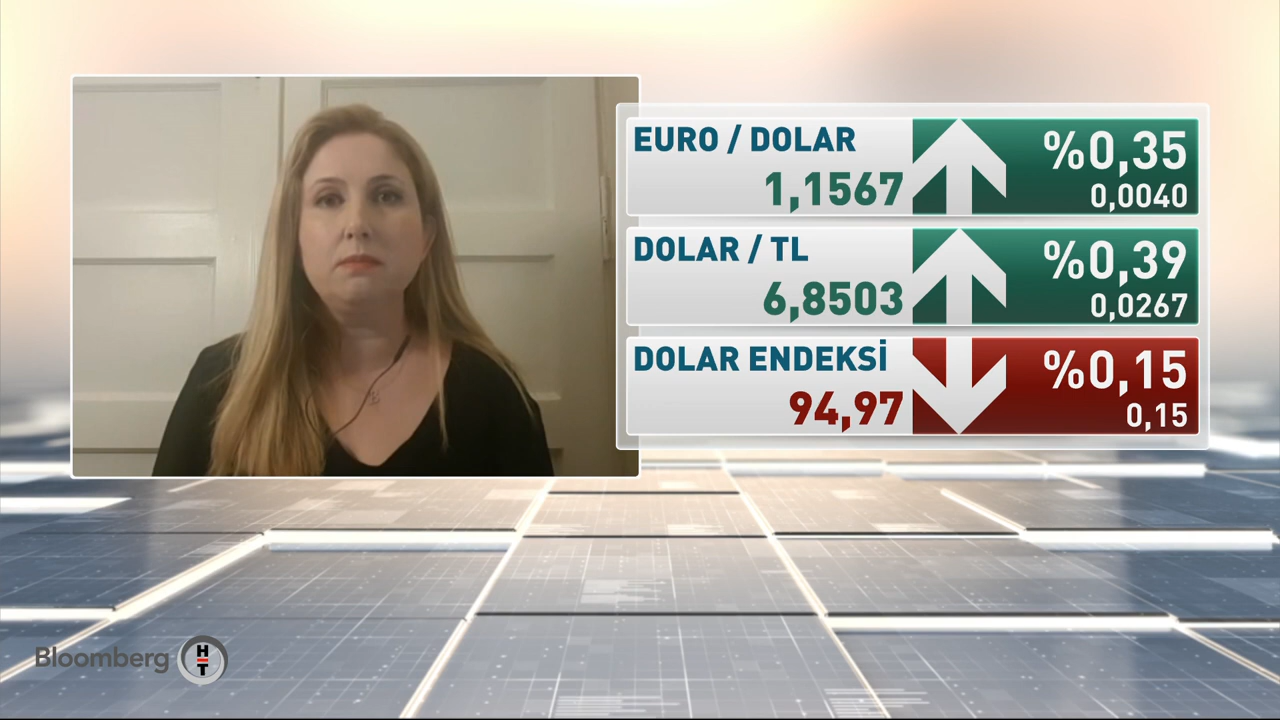 EURO / DOLAR
1,1567
%0,35
0,0040
DOLAR / TL
6,8503
%0,39
0,0267
DOLAR ENDEKSİ
94,97
%0,15
0,15
Bloomberg HT